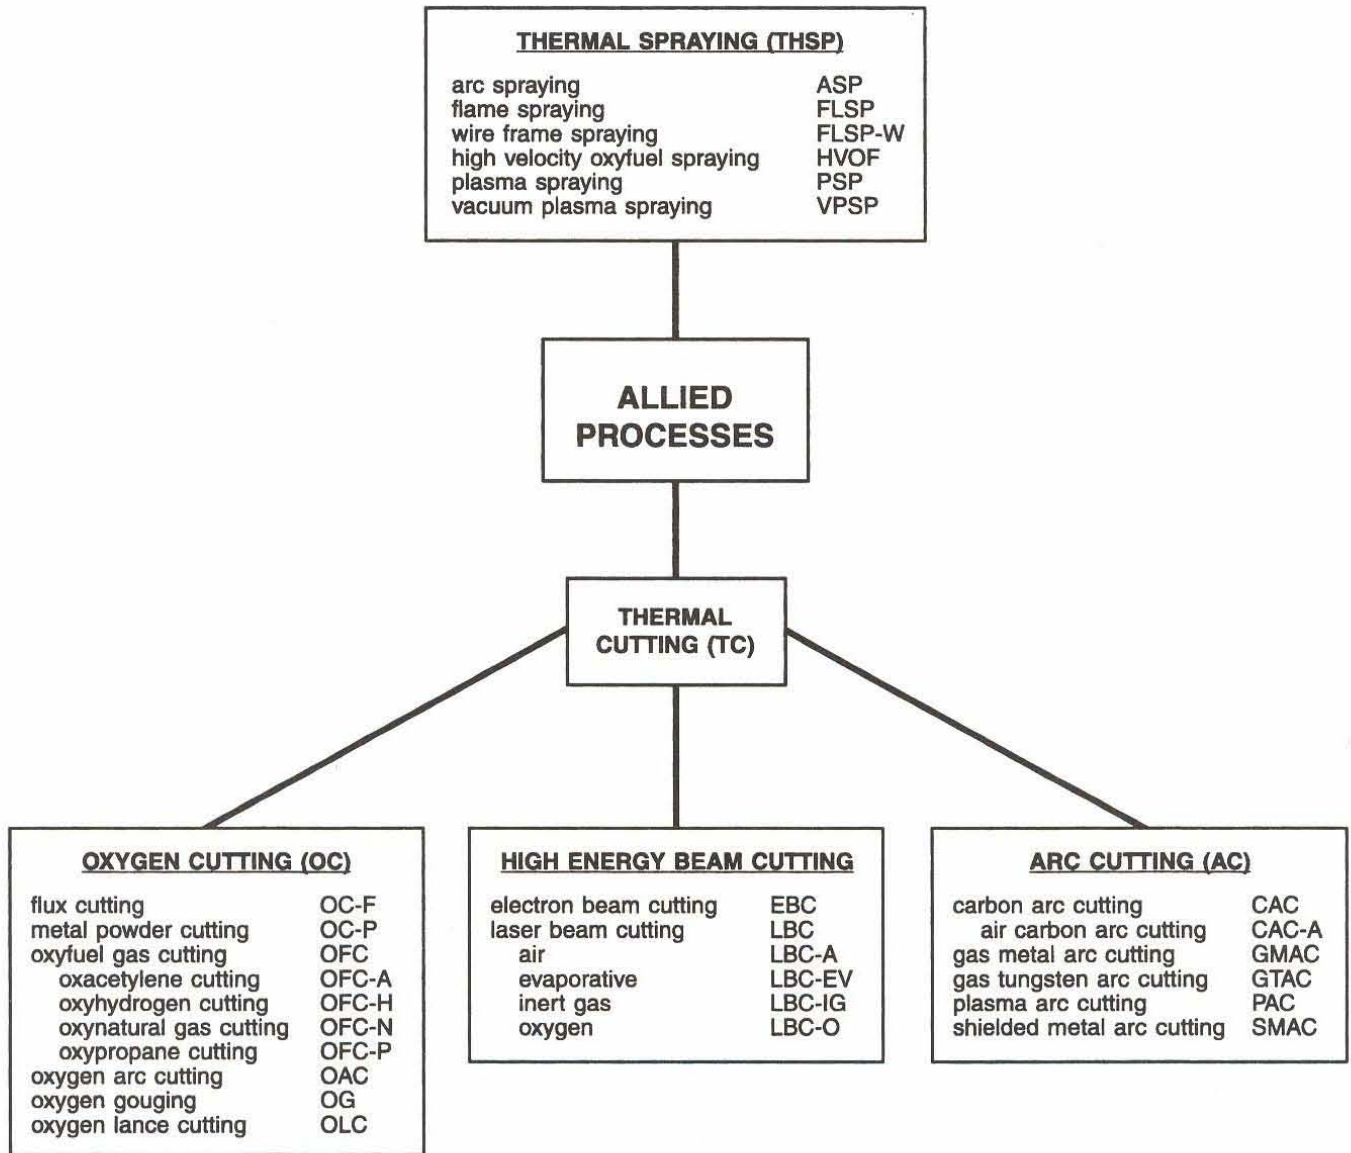 THERMAL SPRAYING (THSP)
arc spraying ASP
flame spraying FLSP
wire frame spraying FLSP-W
high velocity oxyfuel spraying HVOF
plasma spraying PSP
vacuum plasma spraying VPSP
ALLIED
PROCESSES
THERMAL
CUTTING (TC)
OXYGEN CUTTING (OC)
flux cutting OC-F
metal powder cutting OC-P
oxyfuel gas cutting OFC
oxacetylene cutting OFC-A
oxyhydrogen cutting OFC-H
oxynatural gas cutting OFC-N
oxypropane cutting OFC-P
oxygen arc cutting OAC
oxygen gouging OG
oxygen lance cutting OLC
HIGH ENERGY BEAM CUTTING
electron beam cutting EBC
laser beam cutting LBC
air LBC-A
evaporative LBC-EV
inert gas LBC-IG
oxygen LBC-O
ARC CUTTING (AC)
carbon arc cutting CAC
air carbon arc cutting CAC-A
gas metal arc cutting GMAC
gas tungsten arc cutting GTAC
plasma arc cutting PAC
shielded metal arc cutting SMAC